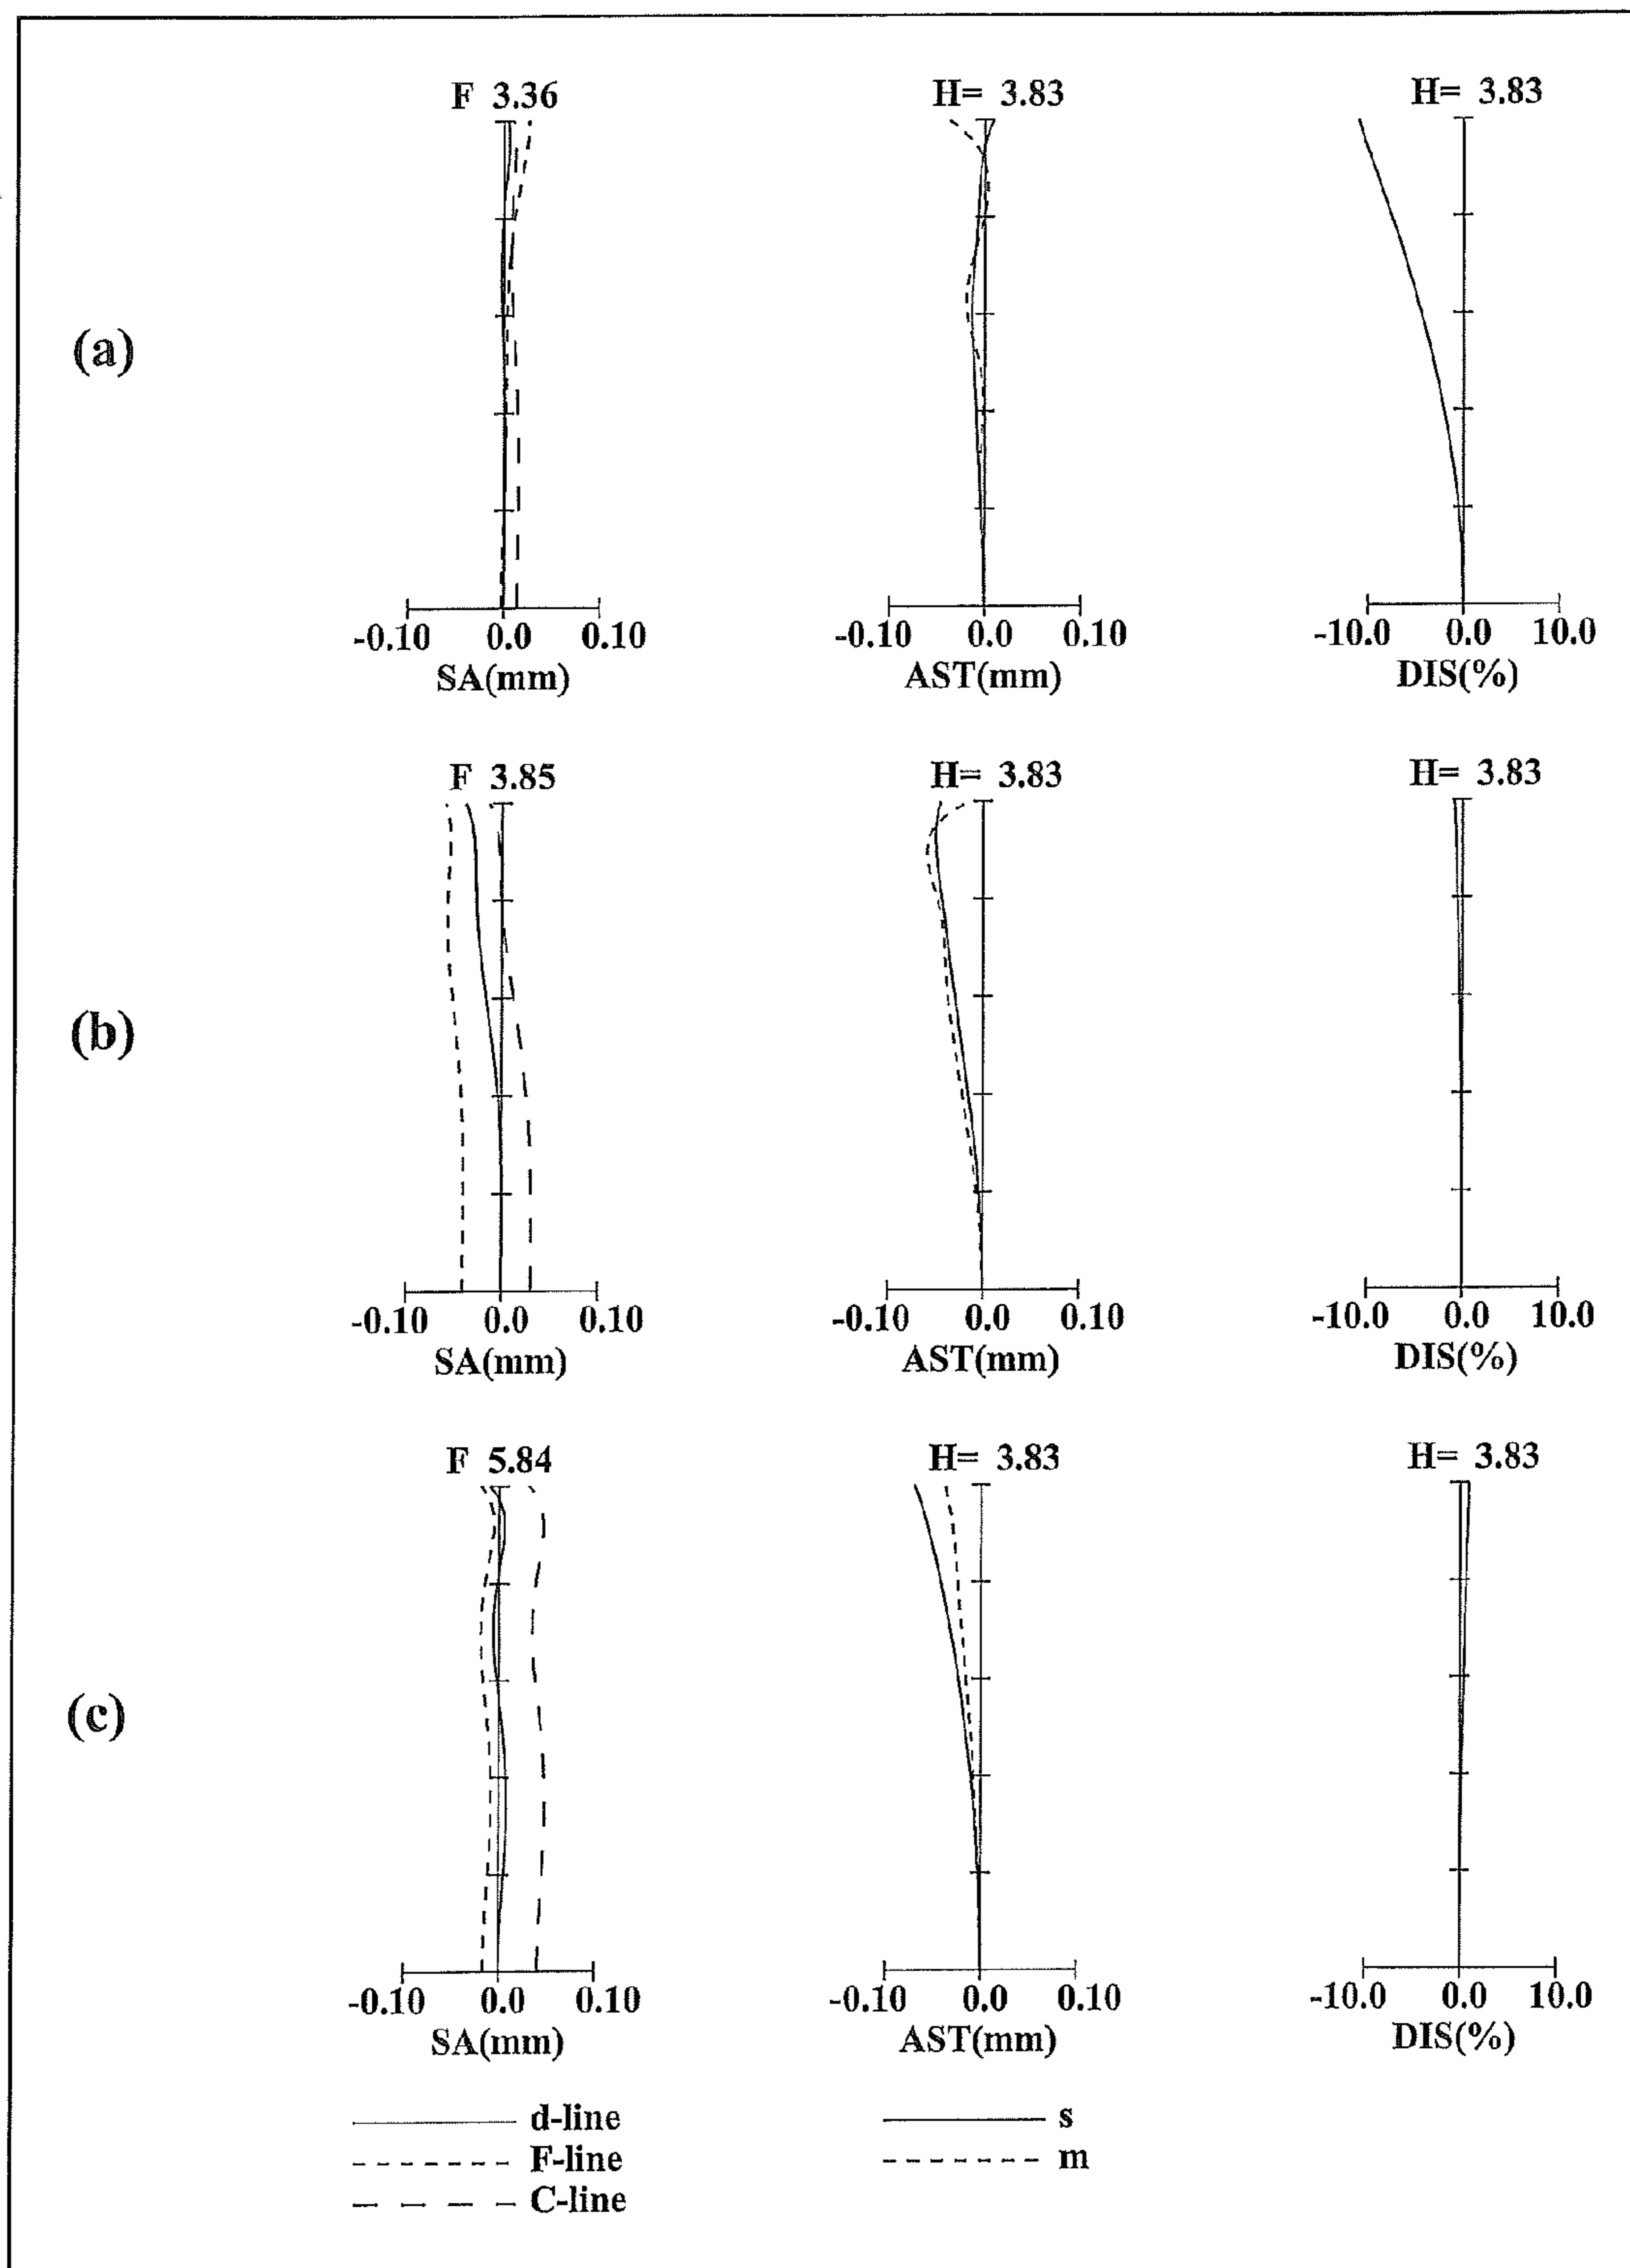 F 3.36 H= 3.83 H= 3.83
(a)
-0.10 0.0 0.10 -0.10 0.0 0.10 -10.0 0.0 10.0
SA(mm) AST(mm) DIS(%)
F 3.85 H= 3.83 H= 3.83
(b)
-0.10 0.0 0.10 -0.10 0.0 0.10 -10.0 0.0 10.0
SA(mm) AST(mm) DIS(%)
F 5.84 H= 3.83 H= 3.83
(c)
-0.10 0.0 0.10 -0.10 0.0 0.10 -10.0 0.0 10.0
SA(mm) AST(mm) DIS(%)
d-line s
F-line m
C-line